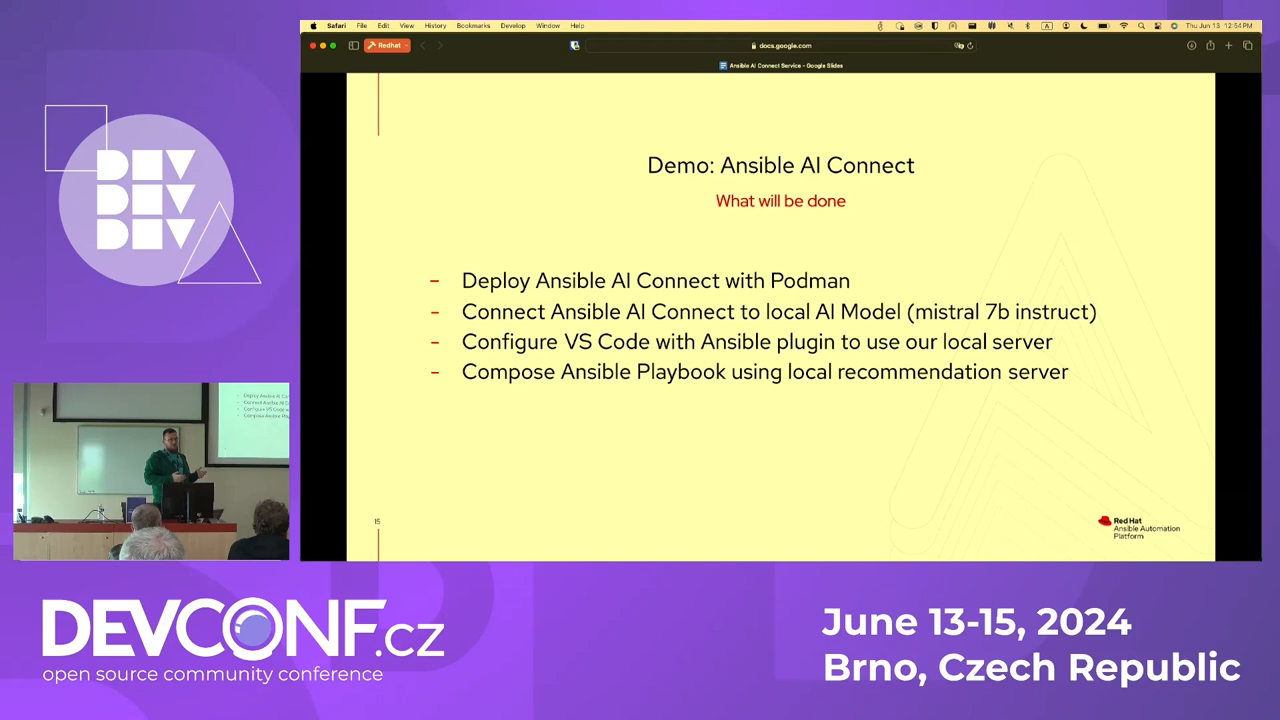 Safari File Edit View History Bookmarks Develop Window Help
A
Thu Jun 13 12:54 PM
Redhat
docs.google.com
Ansible AI Connect Service - Google Slides
DEV
DEV
DEV
Demo: Ansible AI Connect
What will be done
- Deploy Ansible AI Connect with Podman
- Connect Ansible AI Connect to local AI Model (mistral 7b instruct)
- Configure VS Code with Ansible plugin to use our local server
- Compose Ansible Playbook using local recommendation server
15
Red Hat
Ansible Automation
Platform
DEVCONF.cz
open source community conference
June 13-15, 2024
Brno, Czech Republic